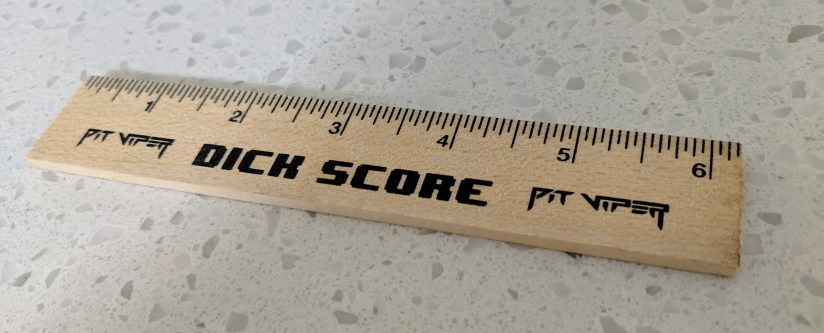 1 2 3 4 5 6
PIT VIPER DICK SCORE PIT VIPER